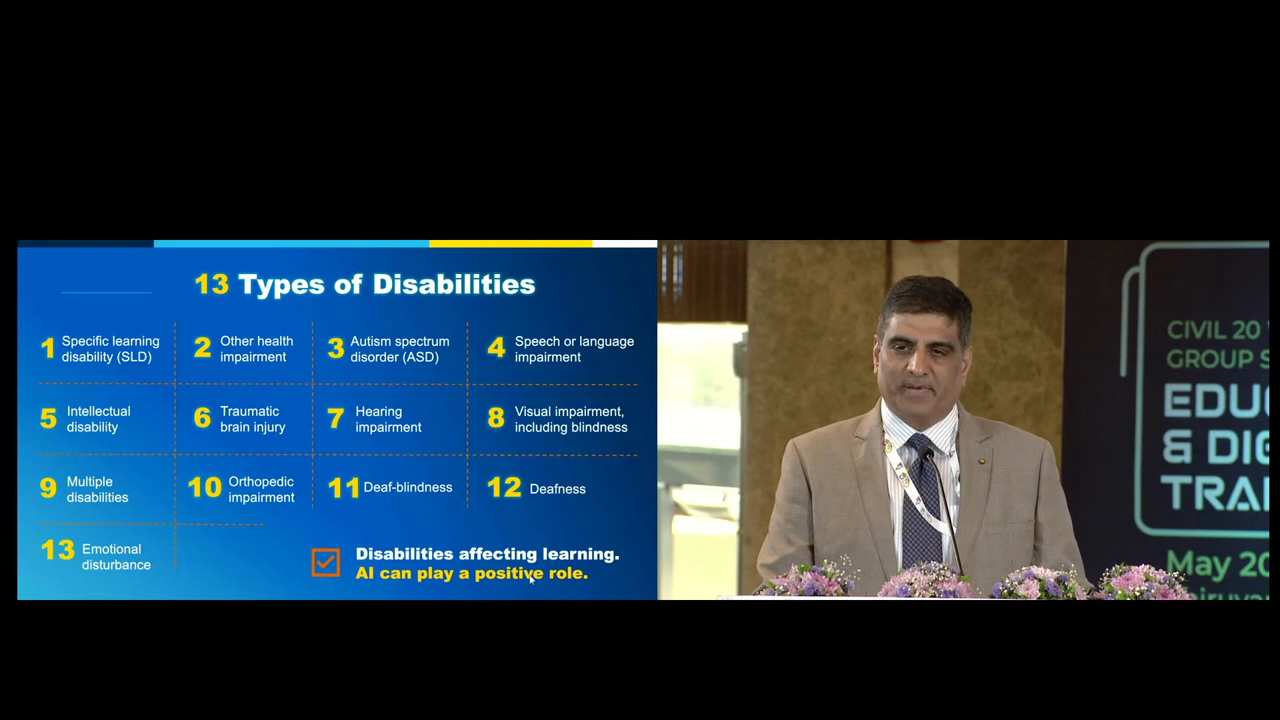 13 Types of Disabilities
1 Specific learning
disability (SLD)
2 Other health
impairment
3 Autism spectrum
disorder (ASD)
4 Speech or language
impairment
5 Intellectual
disability
6 Traumatic
brain injury
7 Hearing
impairment
8 Visual impairment,
including blindness
9 Multiple
disabilities
10 Orthopedic
impairment
11 Deaf-blindness
12 Deafness
13 Emotional
disturbance
Disabilities affecting learning.
AI can play a positive role.
CIVIL 20
GROUP
& DI
May 20